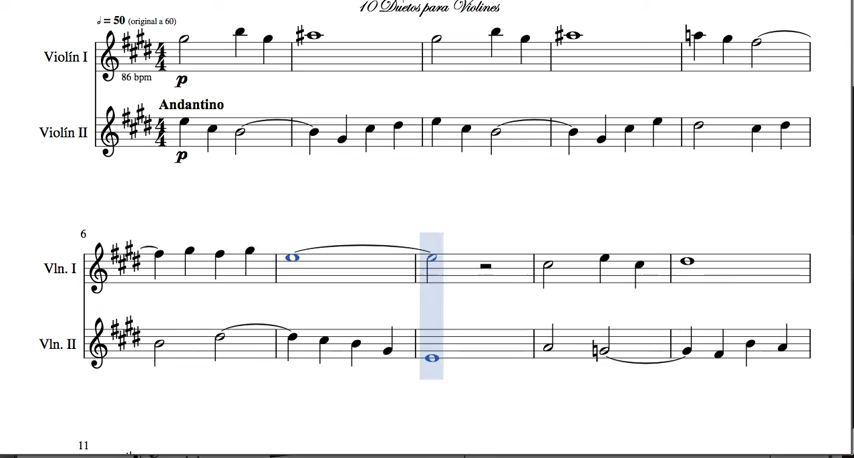 10 Duetos para Violines
= 50 (original a 60)
Violín I
86 bpm
p
Andantino
Violín II
p
6
Vln. I
Vln. II
11